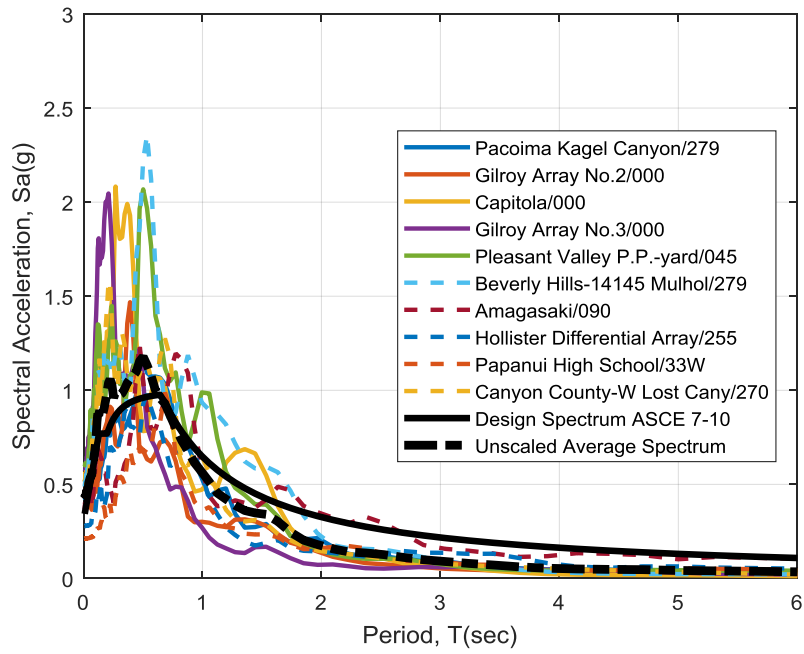 3
2.5
2
1.5
1
0.5
0
Spectral Acceleration, Sa(g)
Pacoima Kagel Canyon/279
Gilroy Array No.2/000
Capitola/000
Gilroy Array No.3/000
Pleasant Valley P.P.-yard/045
Beverly Hills-14145 Mulhol/279
Amagasaki/090
Hollister Differential Array/255
Papanui High School/33W
Canyon County-W Lost Cany/270
Design Spectrum ASCE 7-10
Unscaled Average Spectrum
0 1 2 3 4 5 6
Period, T(sec)